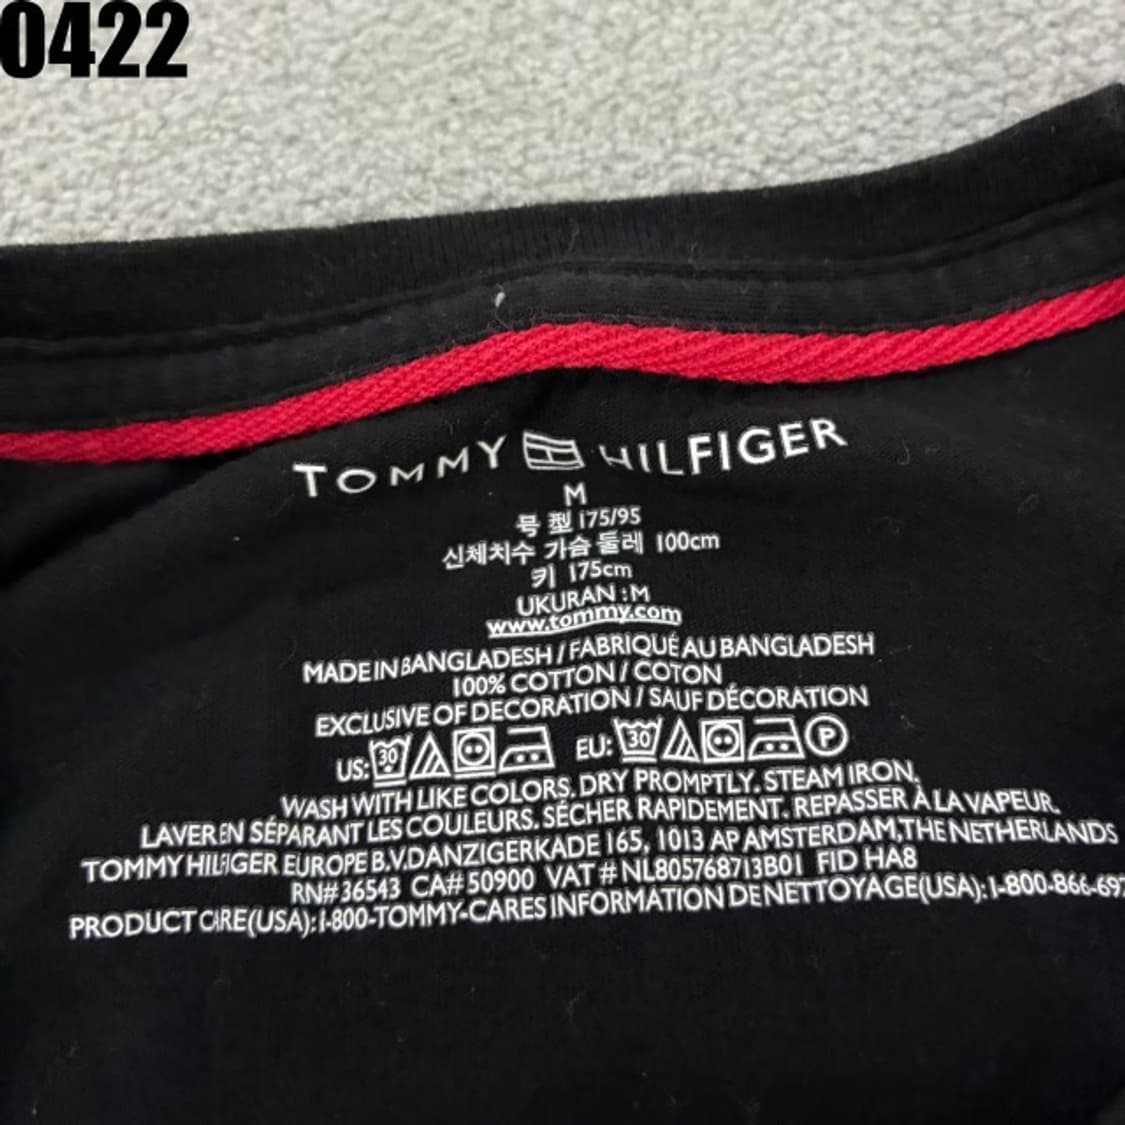 0422
TOMMY HILFIGER
M
号型 175/95
신체치수 가슴둘레 100cm
키 175cm
UKURAN : M
www.tommy.com
MADE IN BANGLADESH / FABRIQUÉ AU BANGLADESH
100% COTTON / COTON
EXCLUSIVE OF DECORATION / SAUF DÉCORATION
US: 30 EU: 30 P
WASH WITH LIKE COLORS. DRY PROMPTLY. STEAM IRON.
LAVER EN SÉPARANT LES COULEURS. SÉCHER RAPIDEMENT. REPASSER À LA VAPEUR.
TOMMY HILFIGER EUROPE B.V. DANZIGERKADE 165, 1013 AP AMSTERDAM, THE NETHERLANDS
RN# 36543 CA# 50900 VAT # NL805768713B01 FID HA8
PRODUCT CARE(USA): 1-800-TOMMY-CARES INFORMATION DE NETTOYAGE(USA): 1-800-866-697